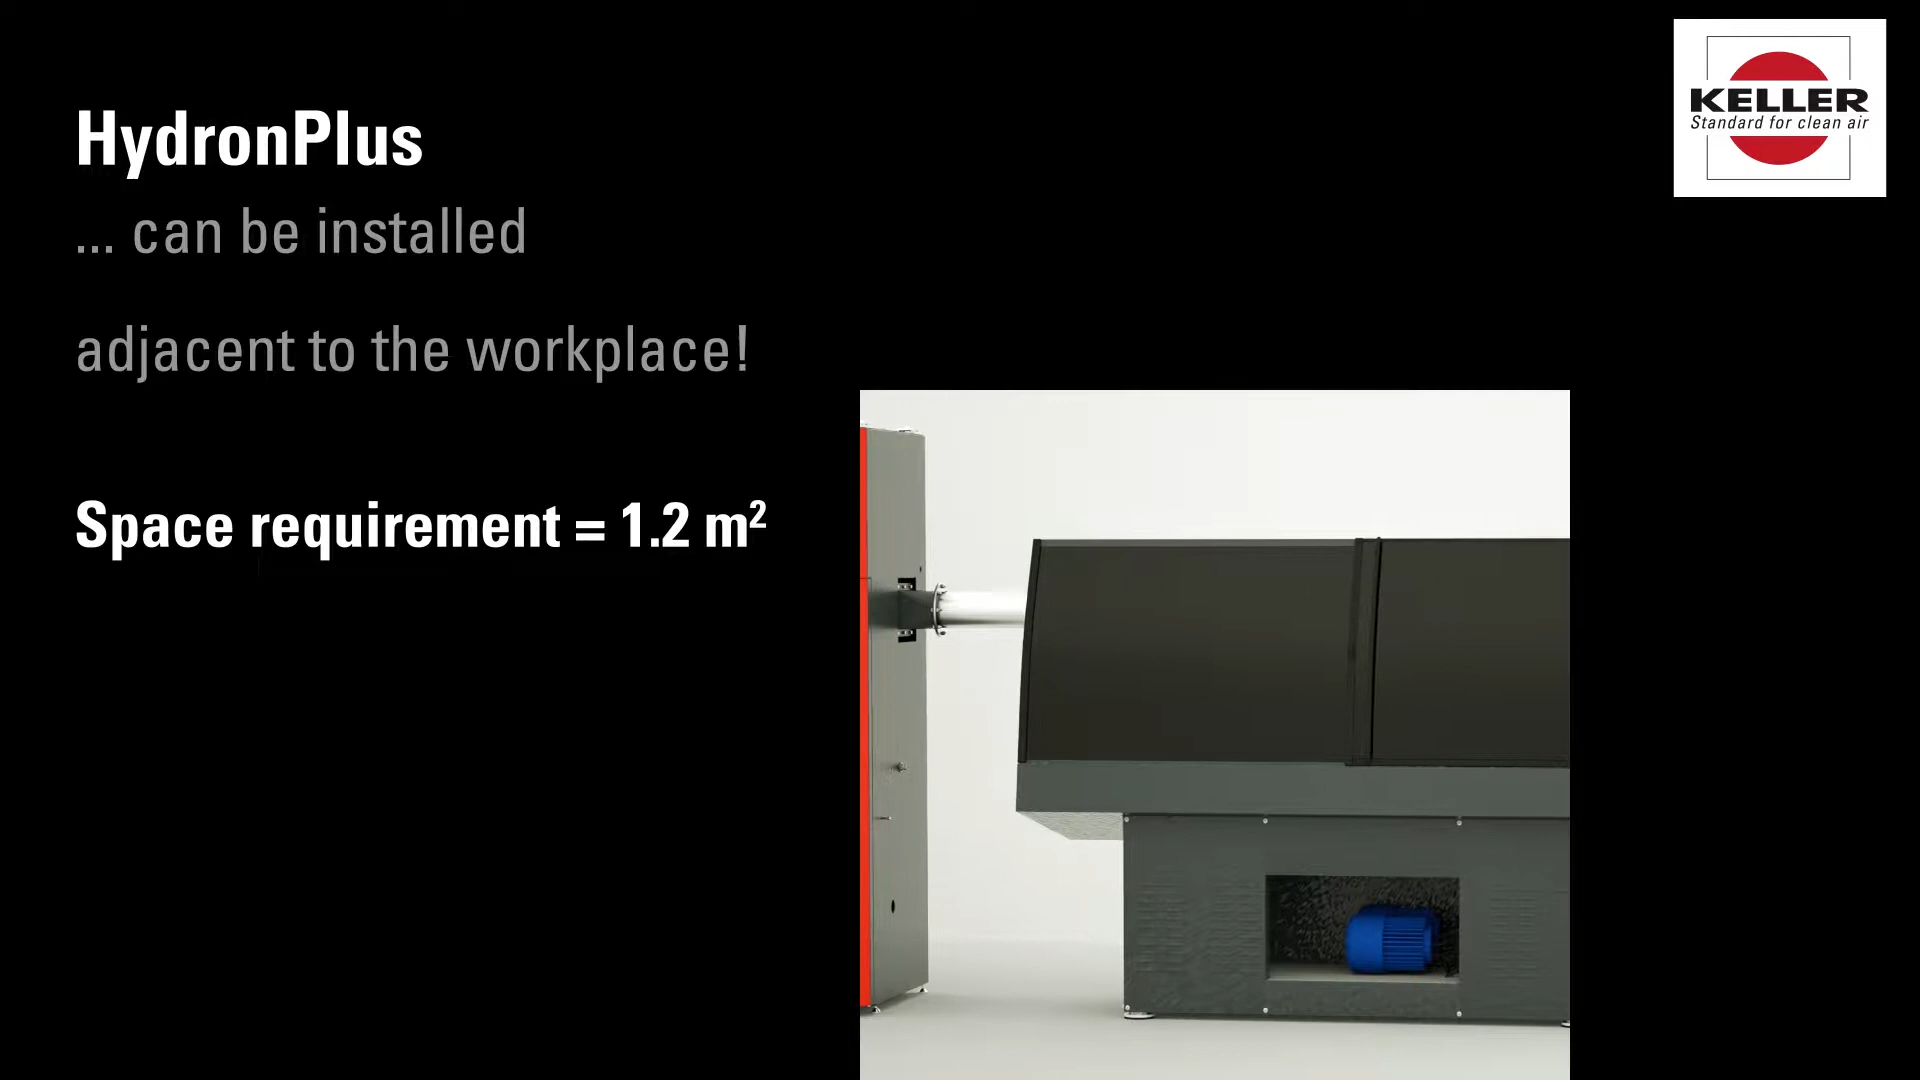 HydronPlus
... can be installed
adjacent to the workplace!
Space requirement = 1.2 m²
KELLER
Standard for clean air